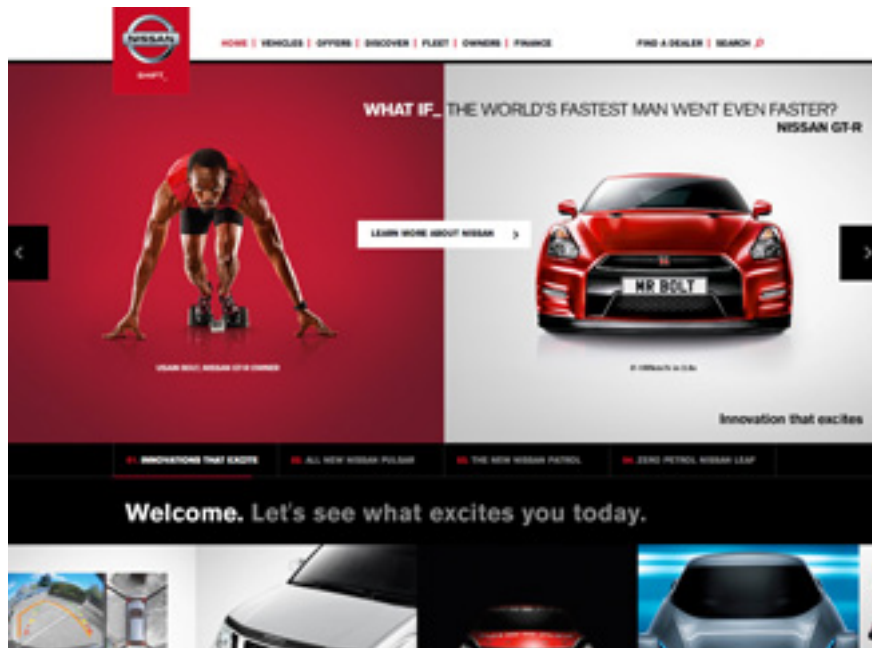 NISSAN
SHIFT_
HOME | VEHICLES | OFFERS | DISCOVER | FLEET | OWNERS | FINANCE
FIND A DEALER | SEARCH
WHAT IF_ THE WORLD'S FASTEST MAN WENT EVEN FASTER?
NISSAN GT-R
LEARN MORE ABOUT NISSAN >
MR BOLT
USAIN BOLT, NISSAN GT-R OWNER
Innovation that excites
01. INNOVATIONS THAT EXCITE
02. ALL NEW NISSAN PULSAR
03. THE NEW NISSAN PATROL
04. ZERO PETROL NISSAN LEAF
Welcome. Let's see what excites you today.